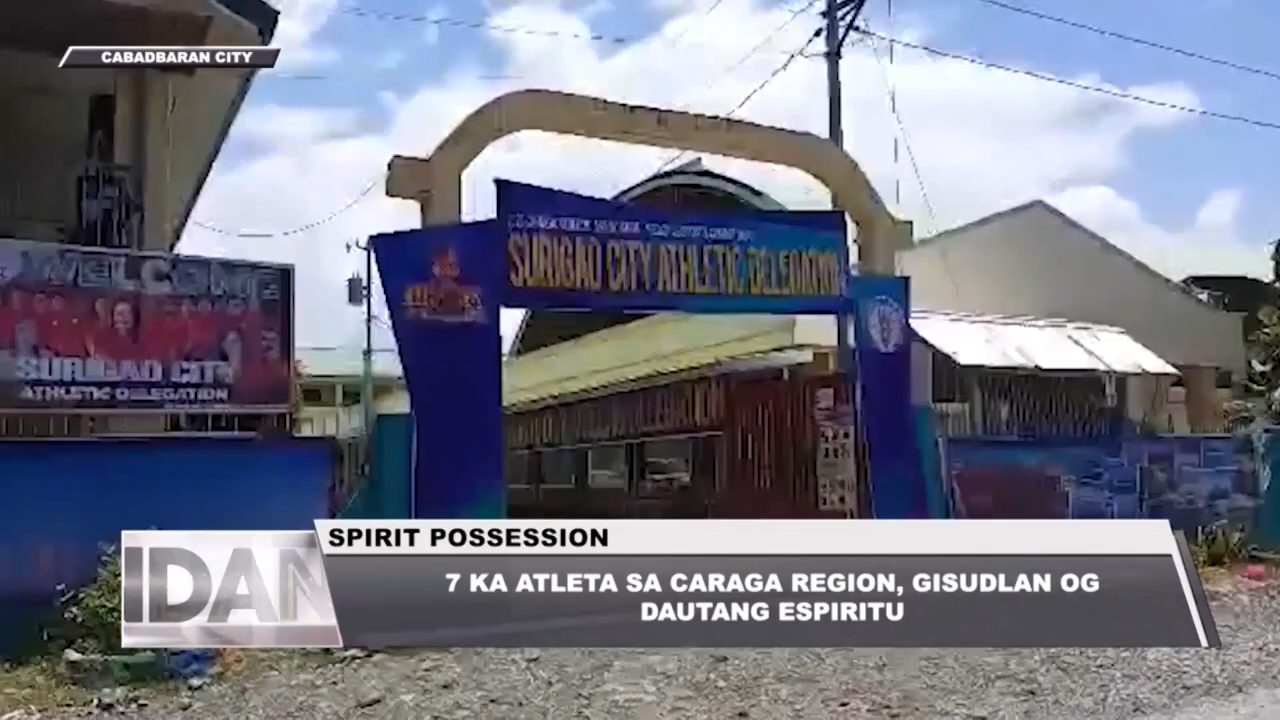 CABADBARAN CITY
WELCOME
SURIGAO CITY
ATHLETIC DELEGATION
SURIGAO CITY ATHLETIC DELEGATION
IDAN
SPIRIT POSSESSION
7 KA ATLETA SA CARAGA REGION, GISUDLAN OG
DAUTANG ESPIRITU